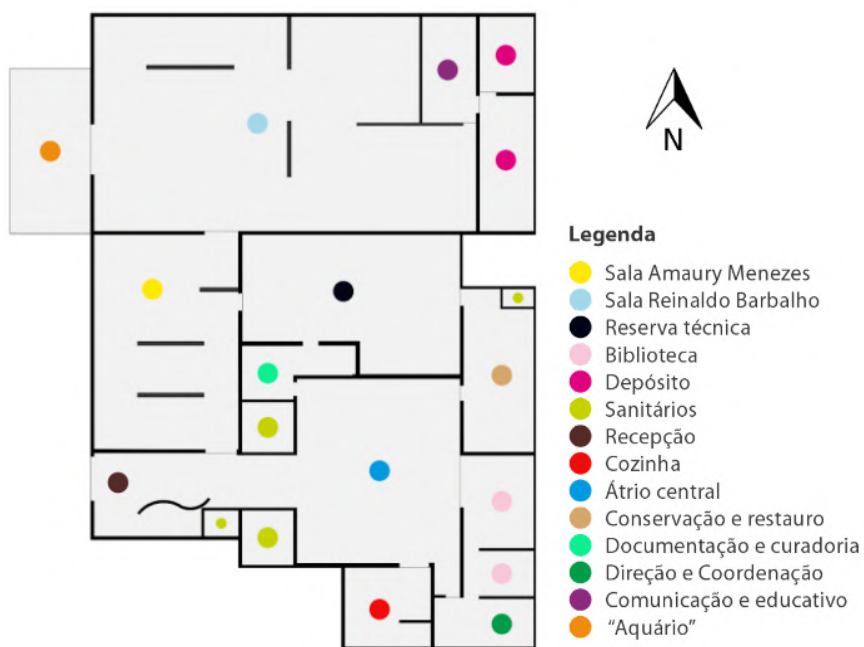 N
Legenda
Sala Amaury Menezes
Sala Reinaldo Barbalho
Reserva técnica
Biblioteca
Depósito
Sanitários
Recepção
Cozinha
Átrio central
Conservação e restauro
Documentação e curadoria
Direção e Coordenação
Comunicação e educativo
“Aquário”